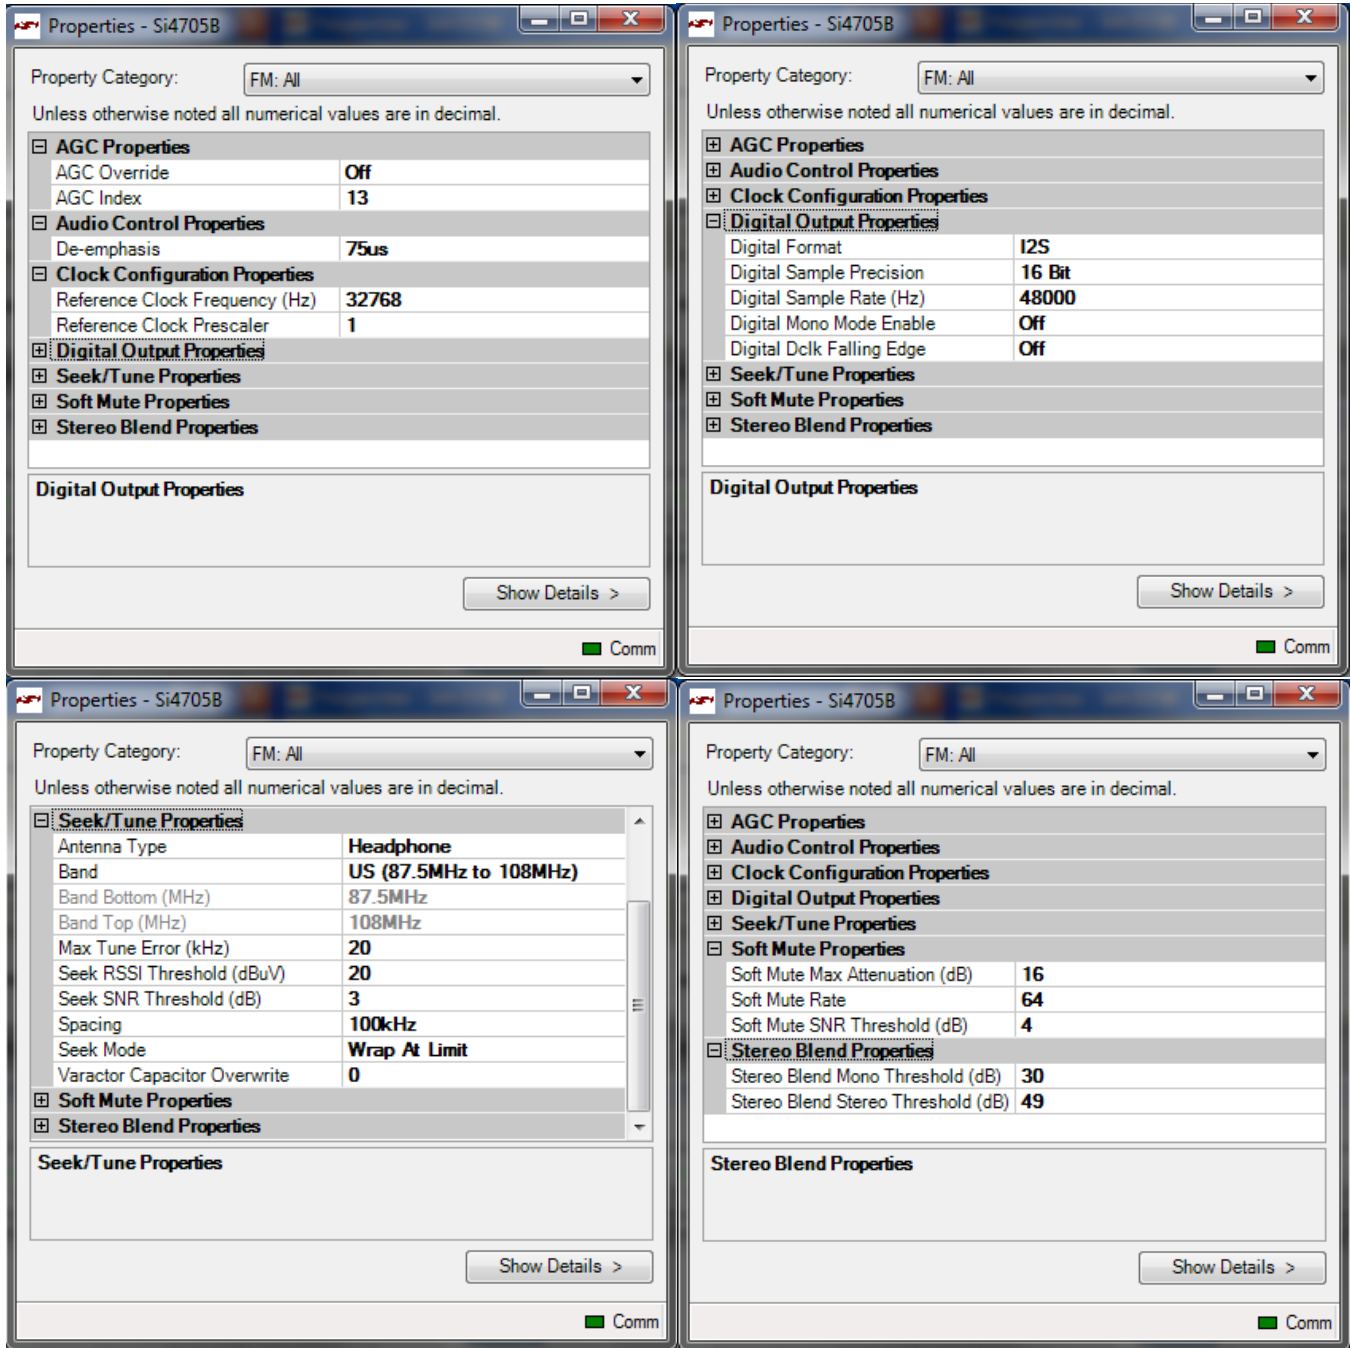 Properties - Si4705B
Property Category: FM: All
Unless otherwise noted all numerical values are in decimal.
AGC Properties
AGC Override Off
AGC Index 13
Audio Control Properties
De-emphasis 75us
Clock Configuration Properties
Reference Clock Frequency (Hz) 32768
Reference Clock Prescaler 1
Digital Output Properties
Seek/Tune Properties
Soft Mute Properties
Stereo Blend Properties
Digital Output Properties
Show Details >
Comm
Properties - Si4705B
Property Category: FM: All
Unless otherwise noted all numerical values are in decimal.
AGC Properties
Audio Control Properties
Clock Configuration Properties
Digital Output Properties
Digital Format I2S
Digital Sample Precision 16 Bit
Digital Sample Rate (Hz) 48000
Digital Mono Mode Enable Off
Digital Dclk Falling Edge Off
Seek/Tune Properties
Soft Mute Properties
Stereo Blend Properties
Digital Output Properties
Show Details >
Comm
Properties - Si4705B
Property Category: FM: All
Unless otherwise noted all numerical values are in decimal.
Seek/Tune Properties
Antenna Type Headphone
Band US (87.5MHz to 108MHz)
Band Bottom (MHz) 87.5MHz
Band Top (MHz) 108MHz
Max Tune Error (kHz) 20
Seek RSSI Threshold (dBuV) 20
Seek SNR Threshold (dB) 3
Spacing 100kHz
Seek Mode Wrap At Limit
Varactor Capacitor Overwrite 0
Soft Mute Properties
Stereo Blend Properties
Seek/Tune Properties
Show Details >
Comm
Properties - Si4705B
Property Category: FM: All
Unless otherwise noted all numerical values are in decimal.
AGC Properties
Audio Control Properties
Clock Configuration Properties
Digital Output Properties
Seek/Tune Properties
Soft Mute Properties
Soft Mute Max Attenuation (dB) 16
Soft Mute Rate 64
Soft Mute SNR Threshold (dB) 4
Stereo Blend Properties
Stereo Blend Mono Threshold (dB) 30
Stereo Blend Stereo Threshold (dB) 49
Stereo Blend Properties
Show Details >
Comm